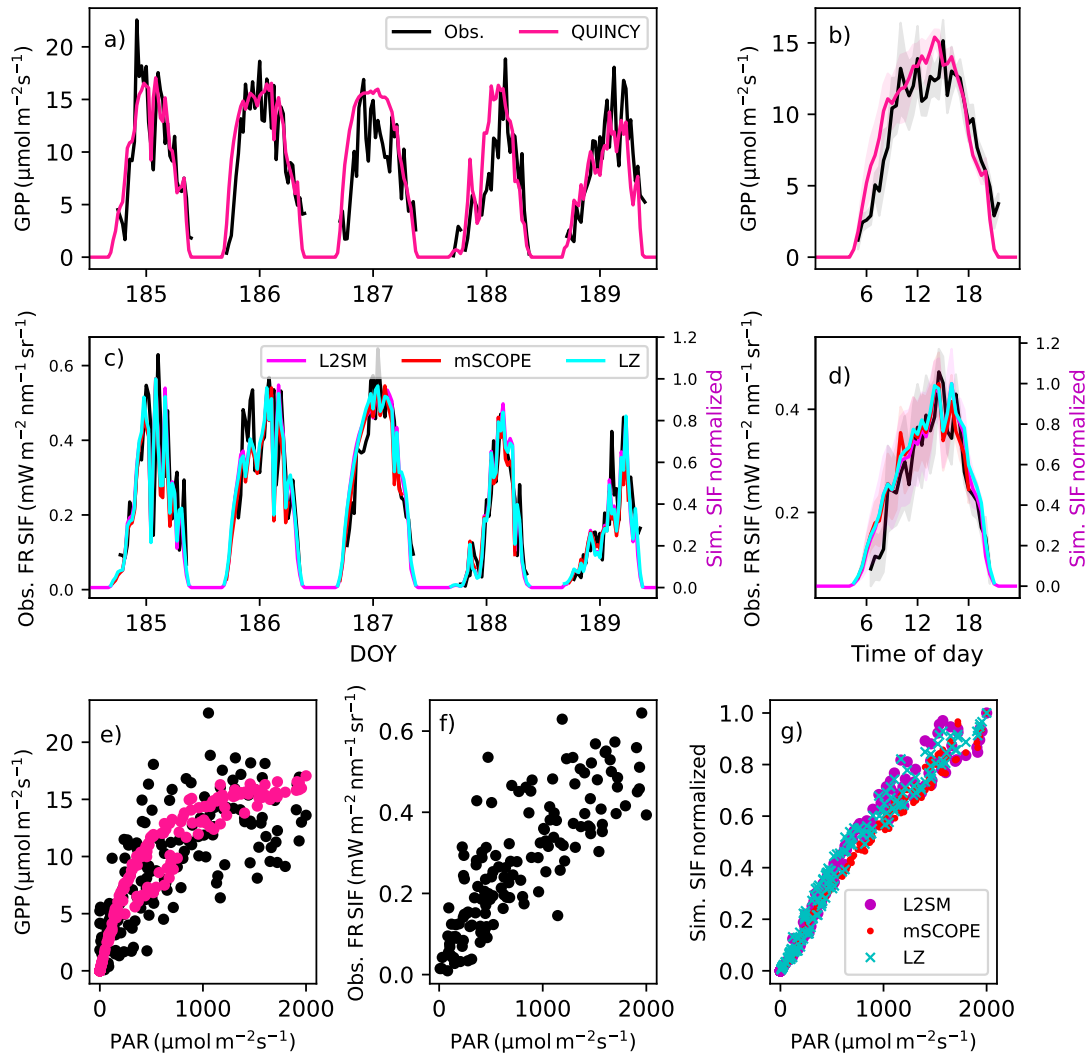 a)
Obs.
QUINCY
GPP (µmol m−2s−1)
20
15
10
5
0
185
186
187
188
189
b)
GPP (µmol m−2s−1)
15
10
5
0
6
12
18
c)
L2SM
mSCOPE
LZ
Obs. FR SIF (mW m−2 nm−1 sr−1)
0.6
0.4
0.2
0.0
1.2
1.0
0.8
0.6
0.4
0.2
0.0
Sim. SIF normalized
185
186
187
188
189
DOY
d)
Obs. FR SIF (mW m−2 nm−1 sr−1)
0.4
0.2
1.2
1.0
0.8
0.6
0.4
0.2
0.0
Sim. SIF normalized
6
12
18
Time of day
e)
GPP (µmol m−2s−1)
20
15
10
5
0
0
1000
2000
PAR (µmol m−2s−1)
f)
Obs. FR SIF (mW m−2 nm−1 sr−1)
0.6
0.4
0.2
0.0
0
1000
2000
PAR (µmol m−2s−1)
g)
Sim. SIF normalized
1.0
0.8
0.6
0.4
0.2
0.0
L2SM
mSCOPE
LZ
0
1000
2000
PAR (µmol m−2s−1)